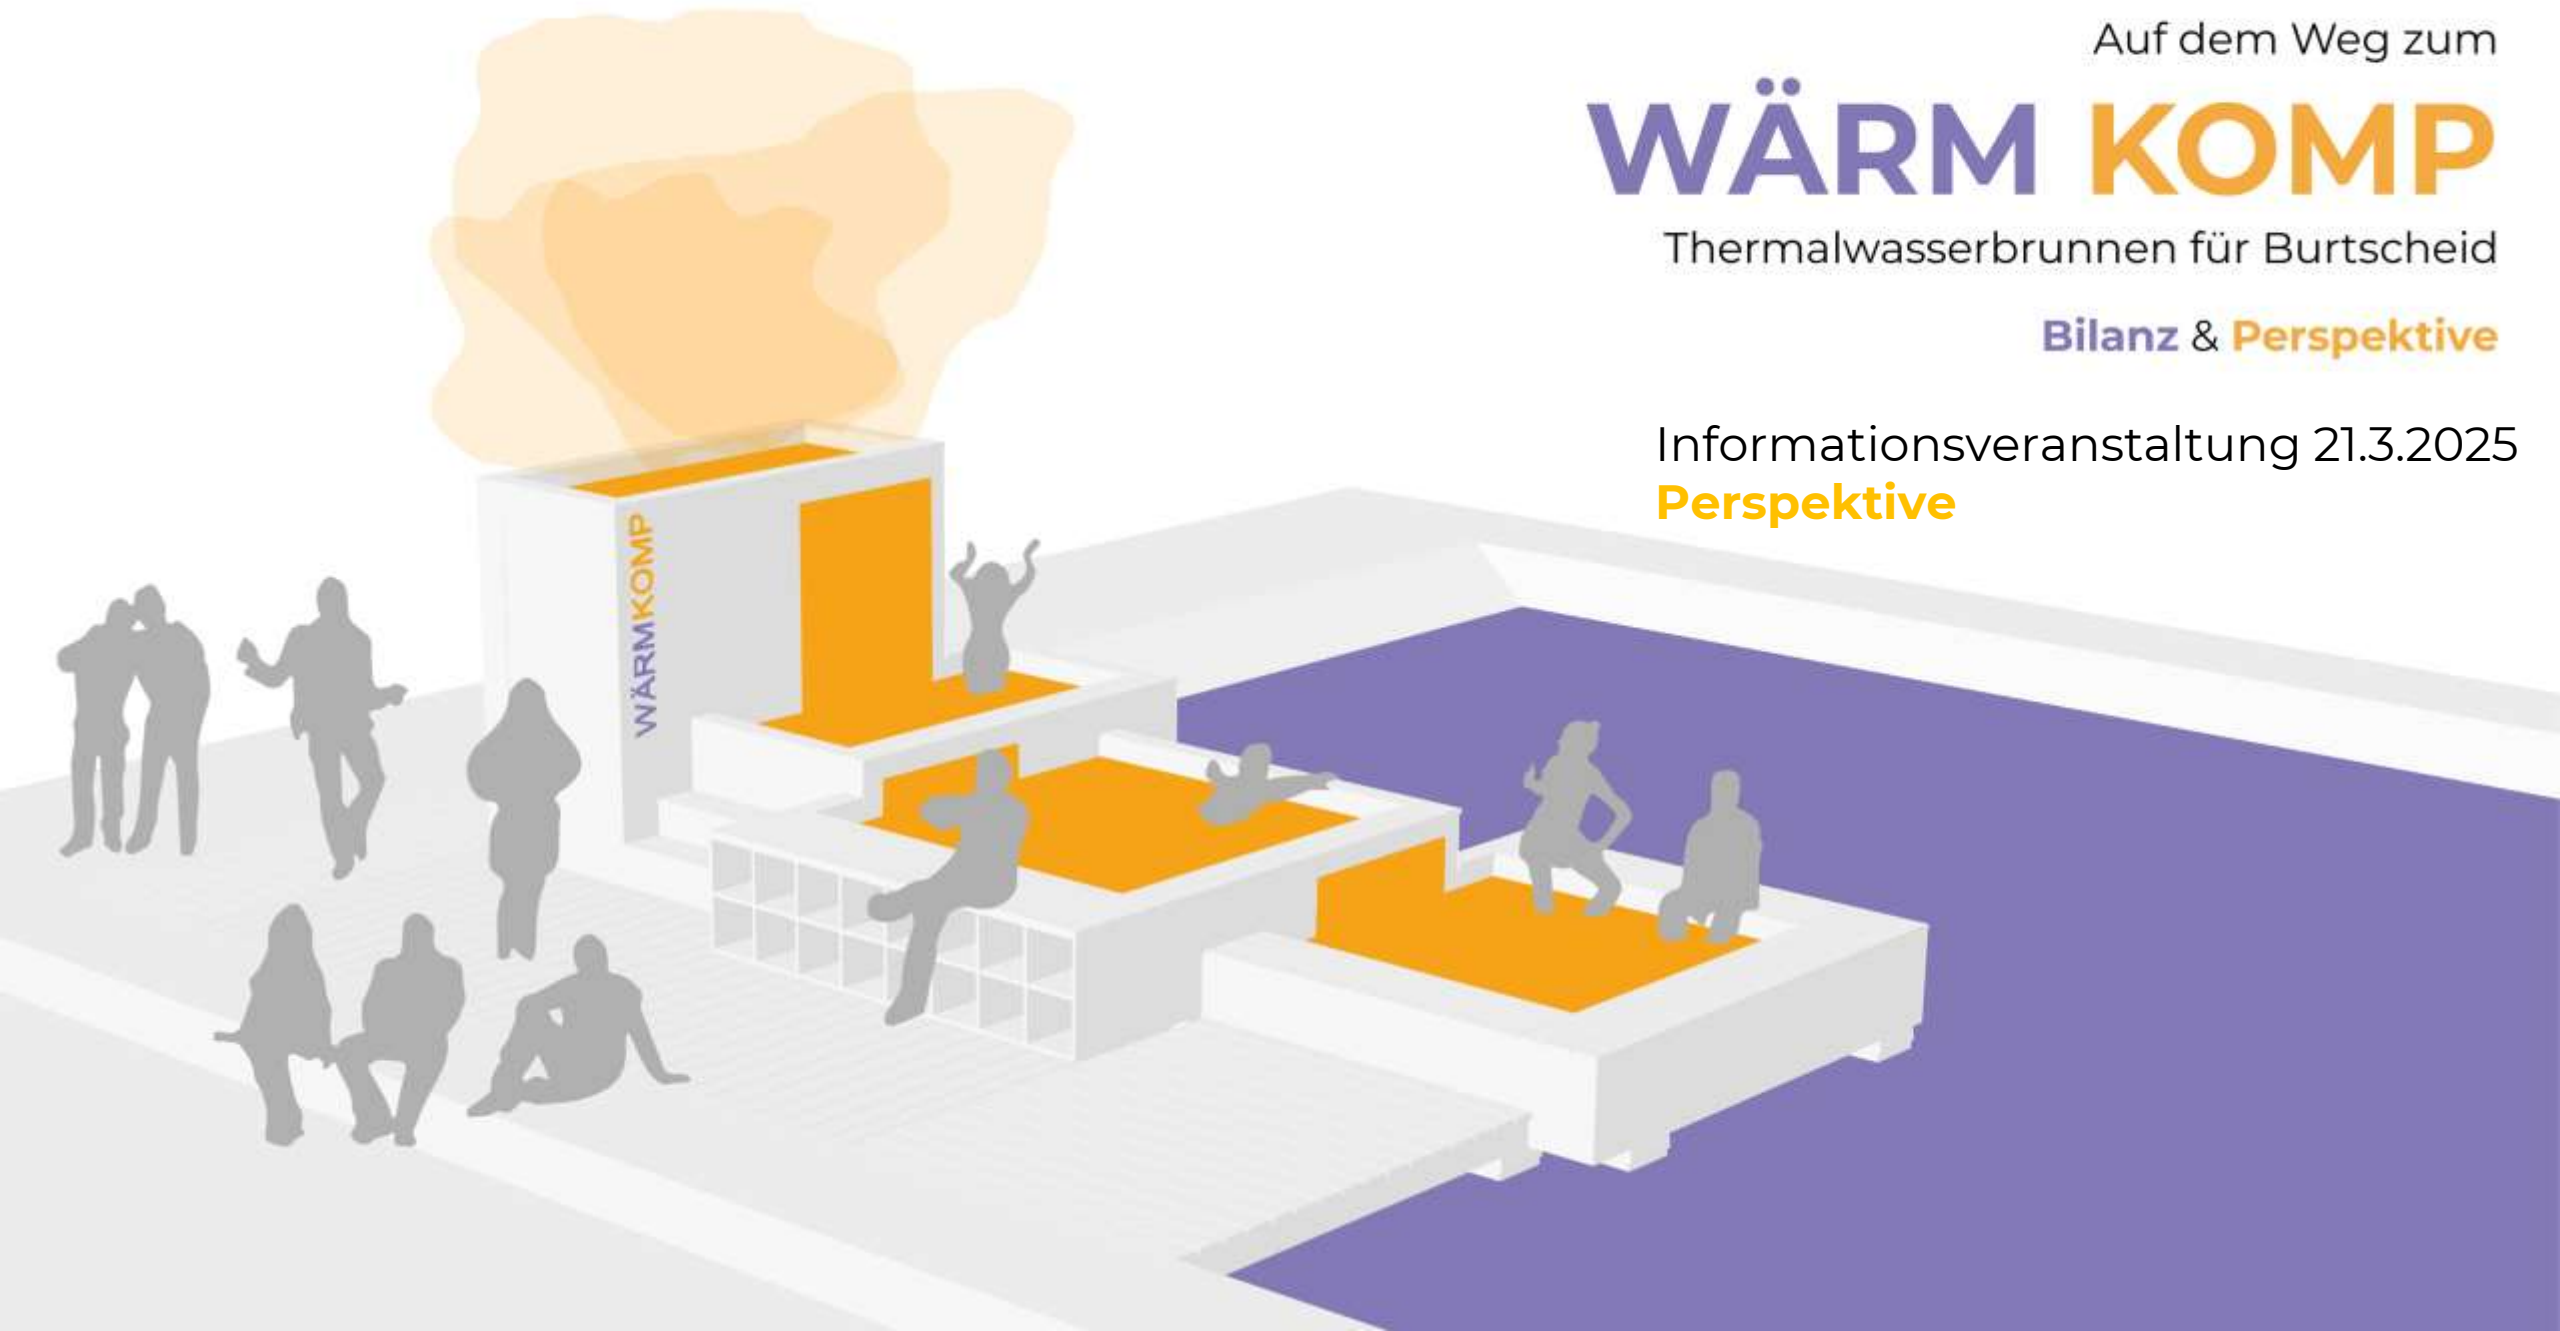 Auf dem Weg zum
WÄRM KOMP
Thermalwasserbrunnen für Burtscheid
Bilanz & Perspektive
Informationsveranstaltung 21.3.2025
Perspektive
WÄRMKOMP